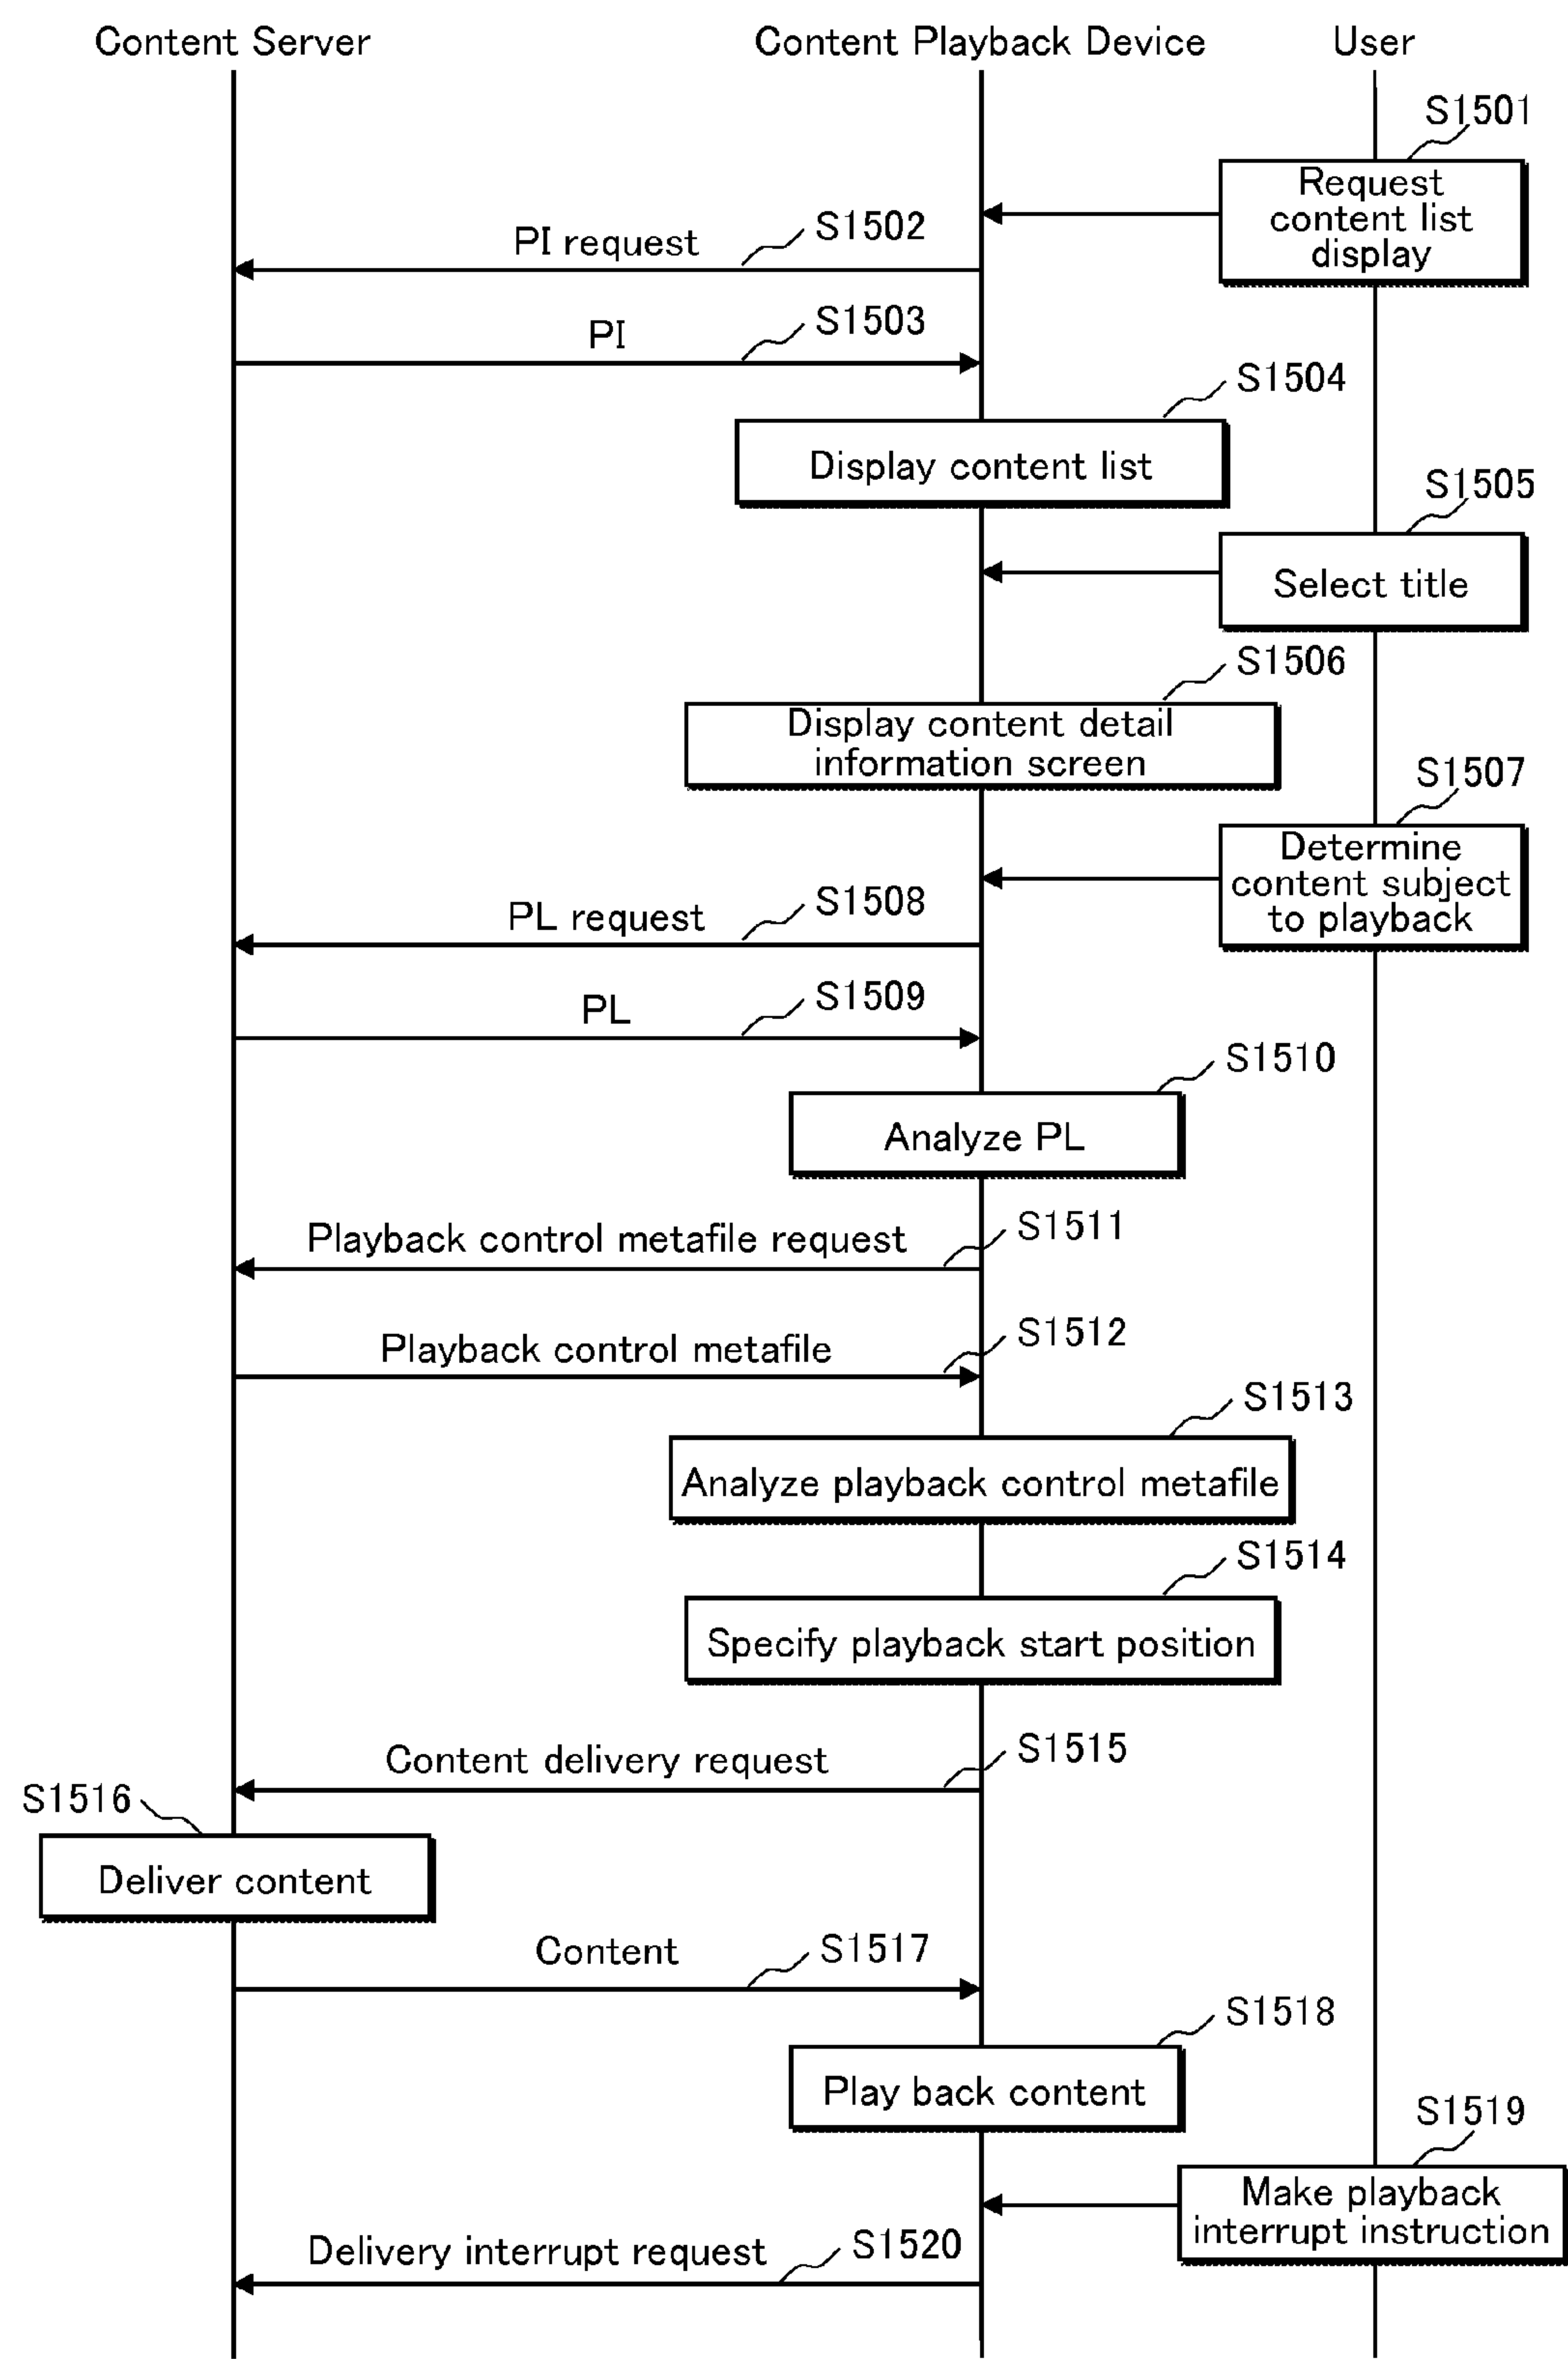 Content Server
Content Playback Device
User
S1501
Request
content list
display
PI request
S1502
PI
S1503
S1504
Display content list
S1505
Select title
S1506
Display content detail
information screen
S1507
Determine
content subject
to playback
PL request
S1508
PL
S1509
S1510
Analyze PL
Playback control metafile request
S1511
Playback control metafile
S1512
S1513
Analyze playback control metafile
S1514
Specify playback start position
Content delivery request
S1515
S1516
Deliver content
Content
S1517
S1518
Play back content
S1519
Make playback
interrupt instruction
Delivery interrupt request
S1520